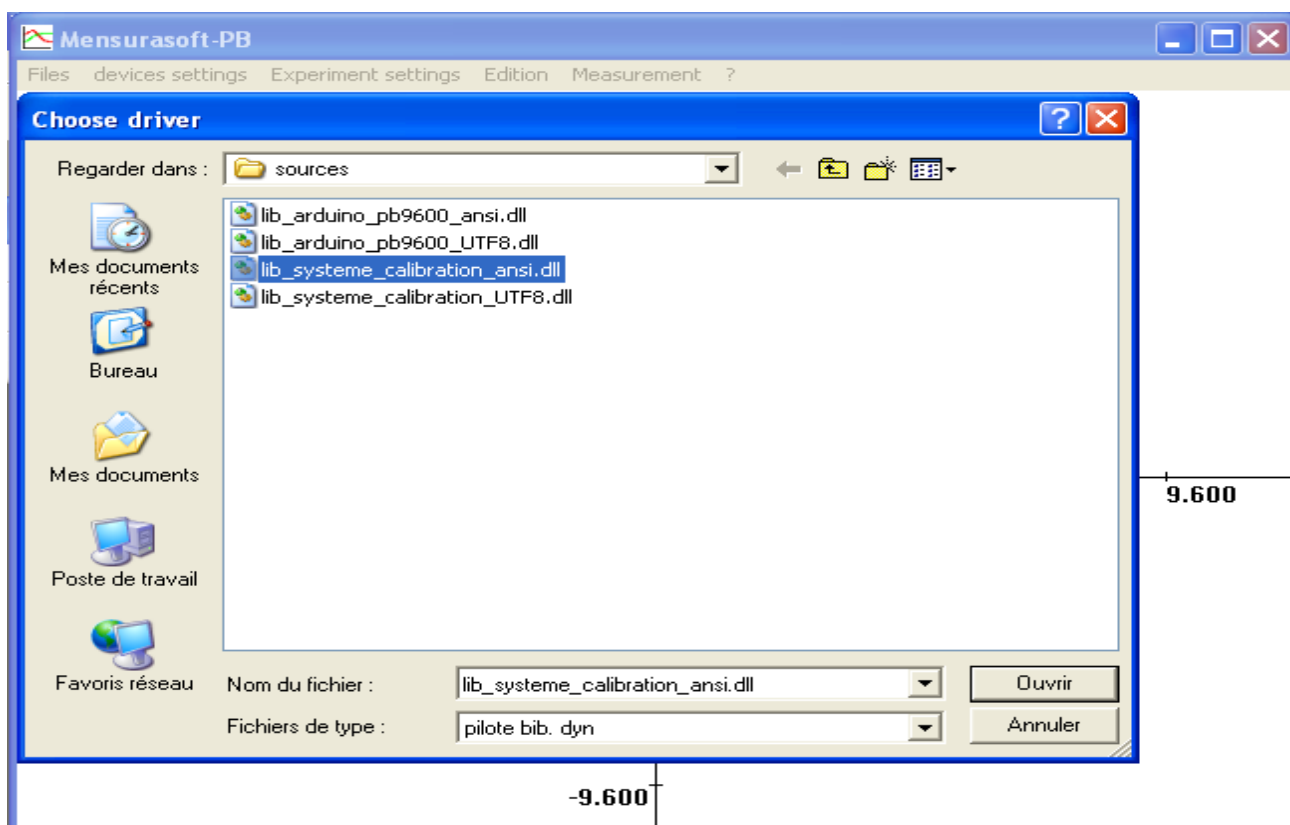 Mensurasoft-PB
Files devices settings Experiment settings Edition Measurement ?
Choose driver
Regarder dans : sources
lib_arduino_pb9600_ansi.dll
lib_arduino_pb9600_UTF8.dll
lib_systeme_calibration_ansi.dll
lib_systeme_calibration_UTF8.dll
Mes documents
récents
Bureau
Mes documents
Poste de travail
Favoris réseau
Nom du fichier : lib_systeme_calibration_ansi.dll Ouvrir
Fichiers de type : pilote bib. dyn Annuler
9.600
-9.600